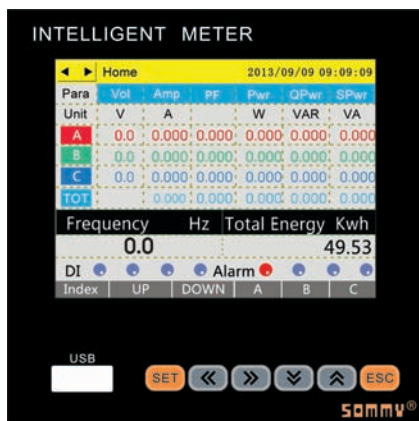 INTELLIGENT METER
Home 2013/09/09 09:09:09
Para Vol Amp PF Pwr QPwr SPwr
Unit V A W VAR VA
A 0.0 0.000 0.000 0.000 0.000 0.000
B 0.0 0.000 0.000 0.000 0.000 0.000
C 0.0 0.000 0.000 0.000 0.000 0.000
TOT 0.000 0.000 0.000 0.000 0.000
Frequency Hz Total Energy Kwh
0.0 49.53
DI Alarm
Index UP DOWN A B C
USB
SET ESC
sommy®